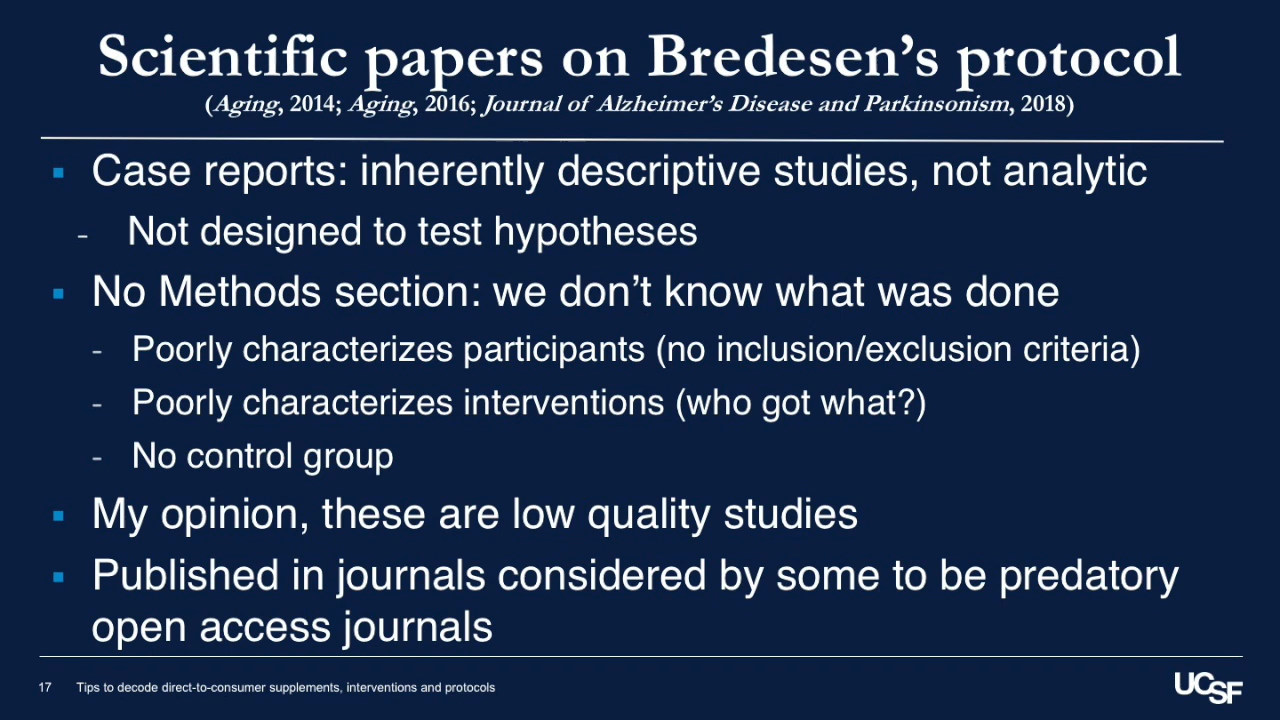 Scientific papers on Bredesen’s protocol
(Aging, 2014; Aging, 2016; Journal of Alzheimer’s Disease and Parkinsonism, 2018)
▪ Case reports: inherently descriptive studies, not analytic
- Not designed to test hypotheses
▪ No Methods section: we don’t know what was done
- Poorly characterizes participants (no inclusion/exclusion criteria)
- Poorly characterizes interventions (who got what?)
- No control group
▪ My opinion, these are low quality studies
▪ Published in journals considered by some to be predatory
open access journals
17 Tips to decode direct-to-consumer supplements, interventions and protocols
UCSF